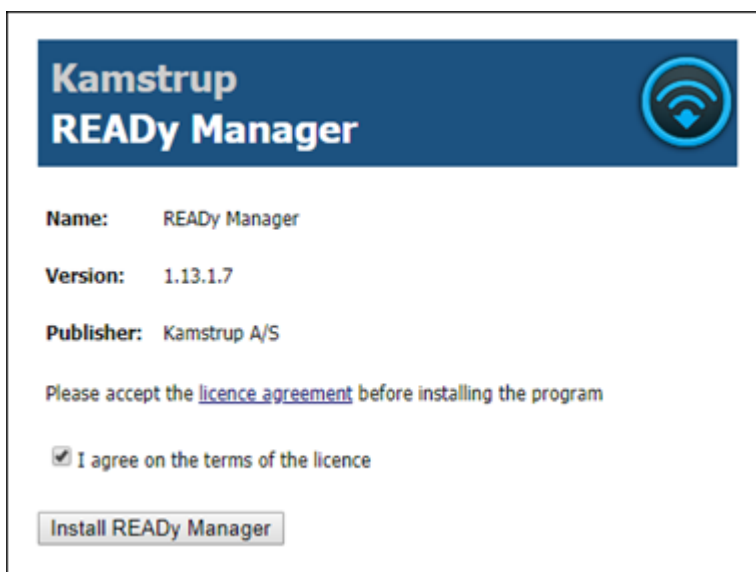 Kamstrup
READy Manager
Name: READy Manager
Version: 1.13.1.7
Publisher: Kamstrup A/S
Please accept the licence agreement before installing the program
I agree on the terms of the licence
Install READy Manager